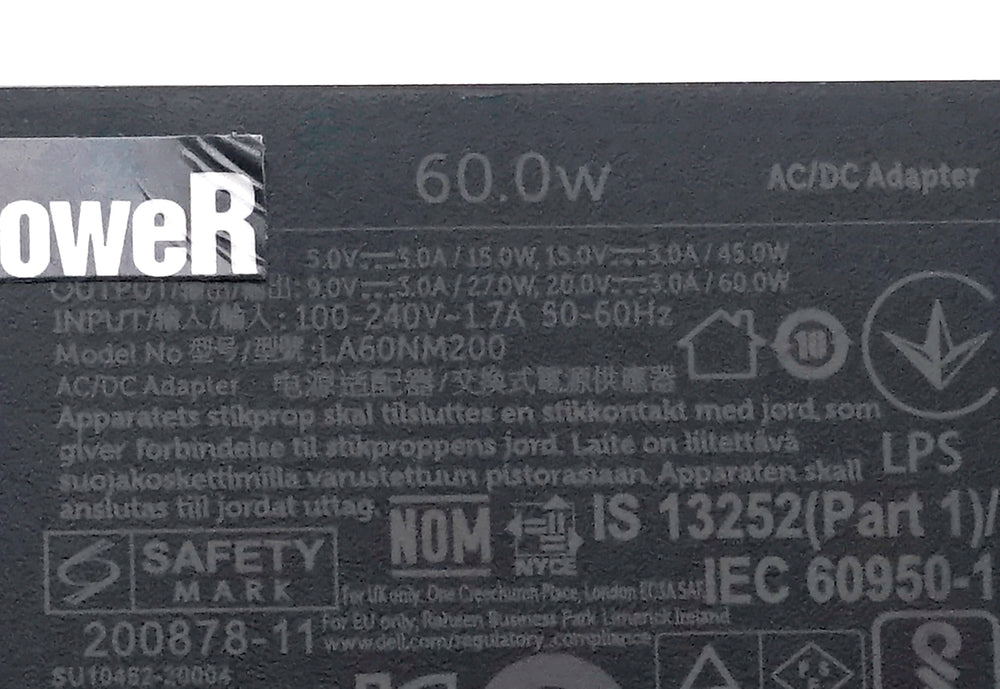 60.0W
AC/DC Adapter
oweR
5.0V⎓5.0A/15.0W, 15.0V⎓3.0A/45.0W
OUTPUT/输出/輸出: 9.0V⎓3.0A/27.0W, 20.0V⎓3.0A/60.0W
INPUT/输入/輸入: 100-240V~1.7A 50-60Hz
Model No 型号/型號: LA60NM200
AC/DC Adapter 电源适配器/交換式電源供應器
Apparatets stikprop skal tilsluttes en stikkontakt med jord, som
giver forbindelse til stikproppens jord. Laite on liitettävä
suojakoskettimilla varustettuun pistorasiaan. Apparaten skall
anslutas till jordat uttag.
10
LPS
NOM
NYCE
IS 13252(Part 1)/
IEC 60950-1
SAFETY
MARK
For UK only: One Creechurch Place, London EC3A 5AF
For EU only: Raheen Business Park Limerick Ireland
200878-11
www.dell.com/regulatory_compliance